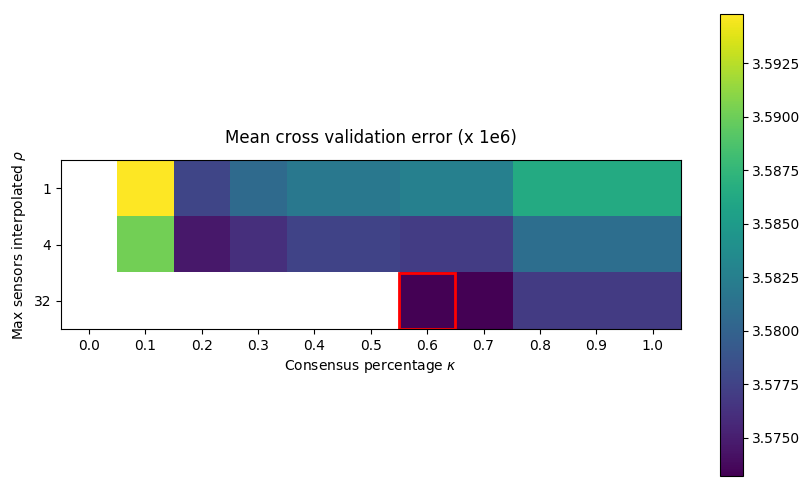 Mean cross validation error (x 1e6)
Max sensors interpolated ρ
1
4
32
0.0 0.1 0.2 0.3 0.4 0.5 0.6 0.7 0.8 0.9 1.0
Consensus percentage κ
3.5925
3.5900
3.5875
3.5850
3.5825
3.5800
3.5775
3.5750